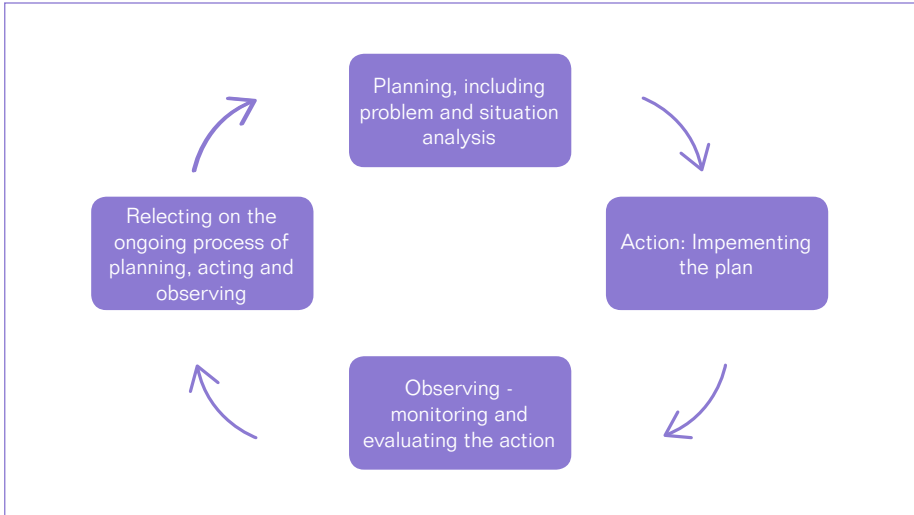 Planning, including
problem and situation
analysis
Action: Impementing
the plan
Observing -
monitoring and
evaluating the action
Relecting on the
ongoing process of
planning, acting and
observing